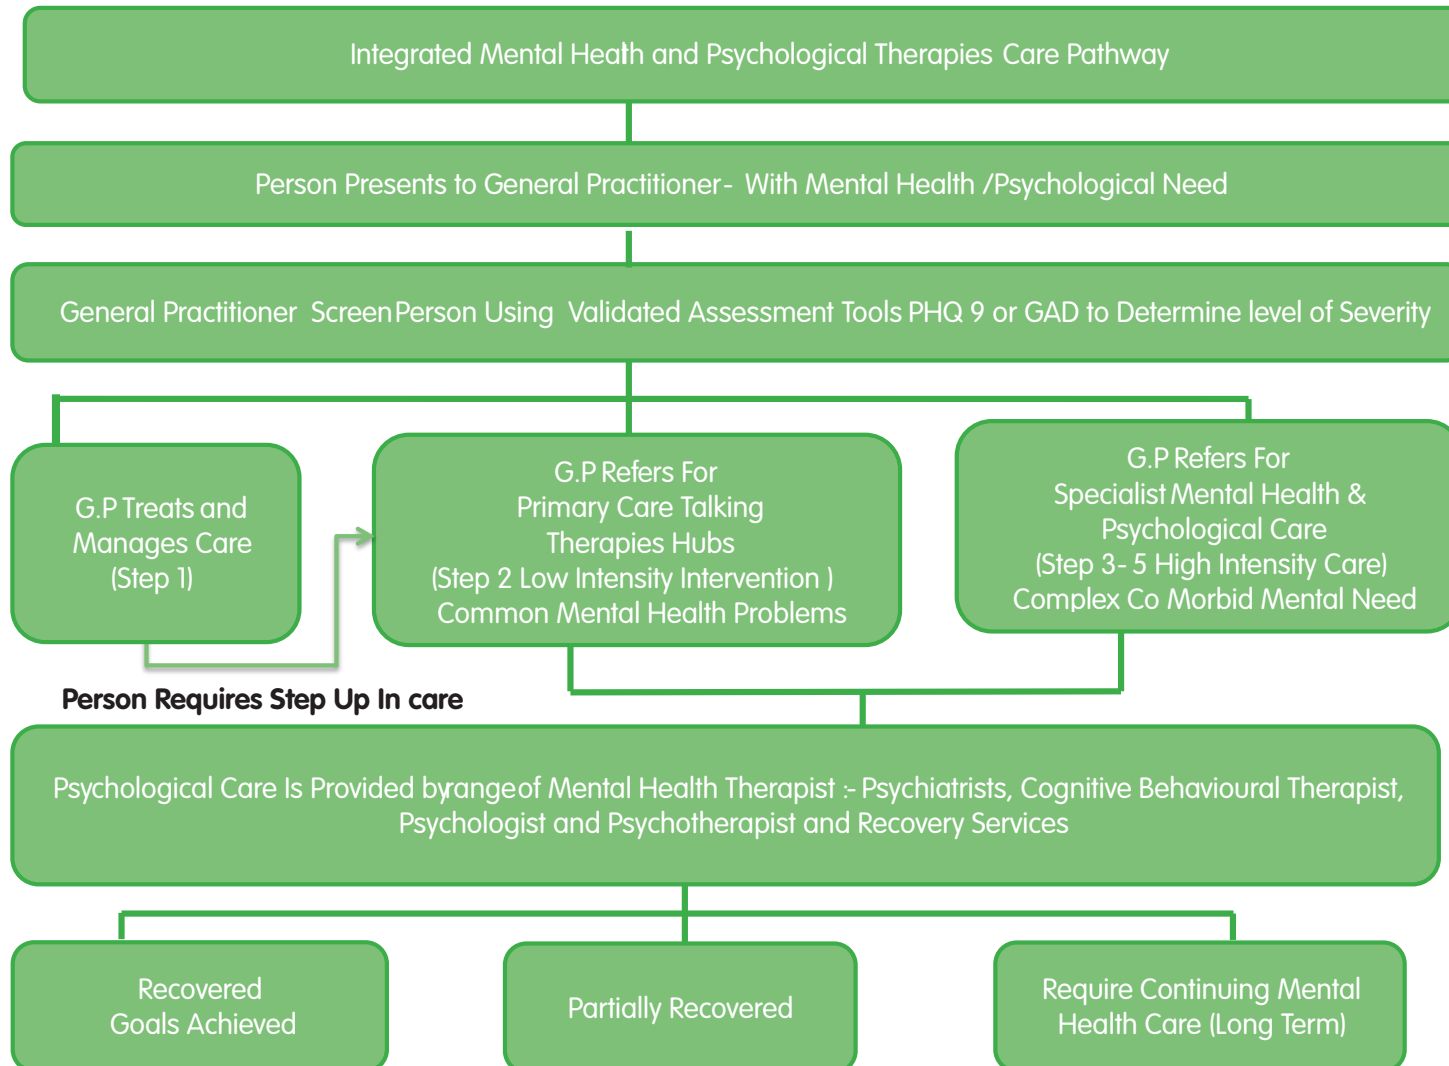 Integrated Mental Health and Psychological Therapies Care Pathway
Person Presents to General Practitioner- With Mental Health /Psychological Need
General Practitioner Screen Person Using Validated Assessment Tools PHQ 9 or GAD to Determine level of Severity
G.P Treats and
Manages Care
(Step 1)
G.P Refers For
Primary Care Talking
Therapies Hubs
(Step 2 Low Intensity Intervention )
Common Mental Health Problems
G.P Refers For
Specialist Mental Health &
Psychological Care
(Step 3- 5 High Intensity Care)
Complex Co Morbid Mental Need
Person Requires Step Up In care
Psychological Care Is Provided by range of Mental Health Therapist :- Psychiatrists, Cognitive Behavioural Therapist,
Psychologist and Psychotherapist and Recovery Services
Recovered
Goals Achieved
Partially Recovered
Require Continuing Mental
Health Care (Long Term)